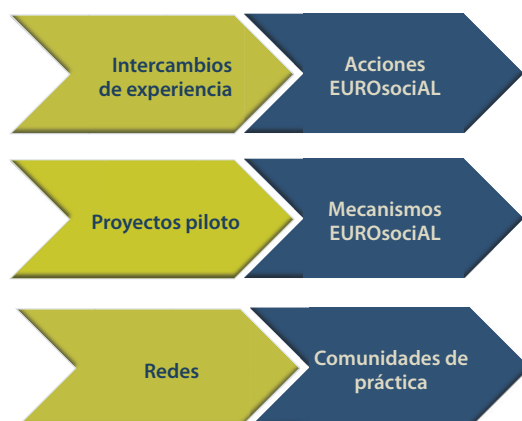 Intercambios
de experiencia
Acciones
EUROsociAL
Proyectos piloto
Mecanismos
EUROsociAL
Redes
Comunidades de
práctica